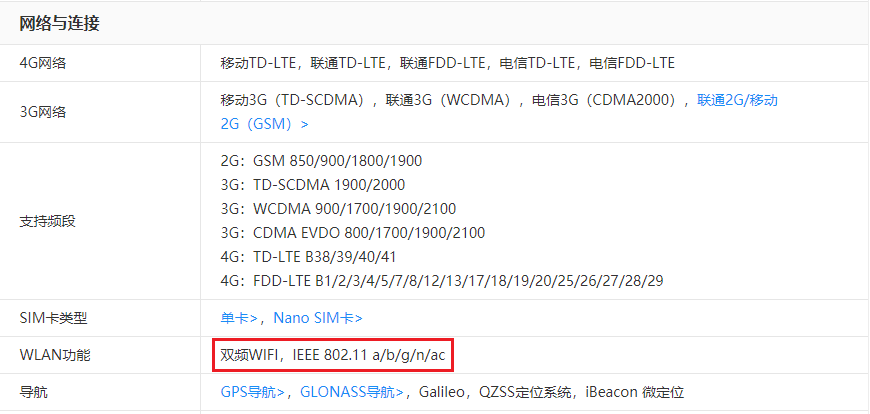 网络与连接
4G网络
移动TD-LTE，联通TD-LTE，联通FDD-LTE，电信TD-LTE，电信FDD-LTE
3G网络
移动3G（TD-SCDMA），联通3G（WCDMA），电信3G（CDMA2000），联通2G/移动
2G（GSM）>
支持频段
2G：GSM 850/900/1800/1900
3G：TD-SCDMA 1900/2000
3G：WCDMA 900/1700/1900/2100
3G：CDMA EVDO 800/1700/1900/2100
4G：TD-LTE B38/39/40/41
4G：FDD-LTE B1/2/3/4/5/7/8/12/13/17/18/19/20/25/26/27/28/29
SIM卡类型
单卡>，Nano SIM卡>
WLAN功能
双频WIFI，IEEE 802.11 a/b/g/n/ac
导航
GPS导航>，GLONASS导航>，Galileo，QZSS定位系统，iBeacon 微定位